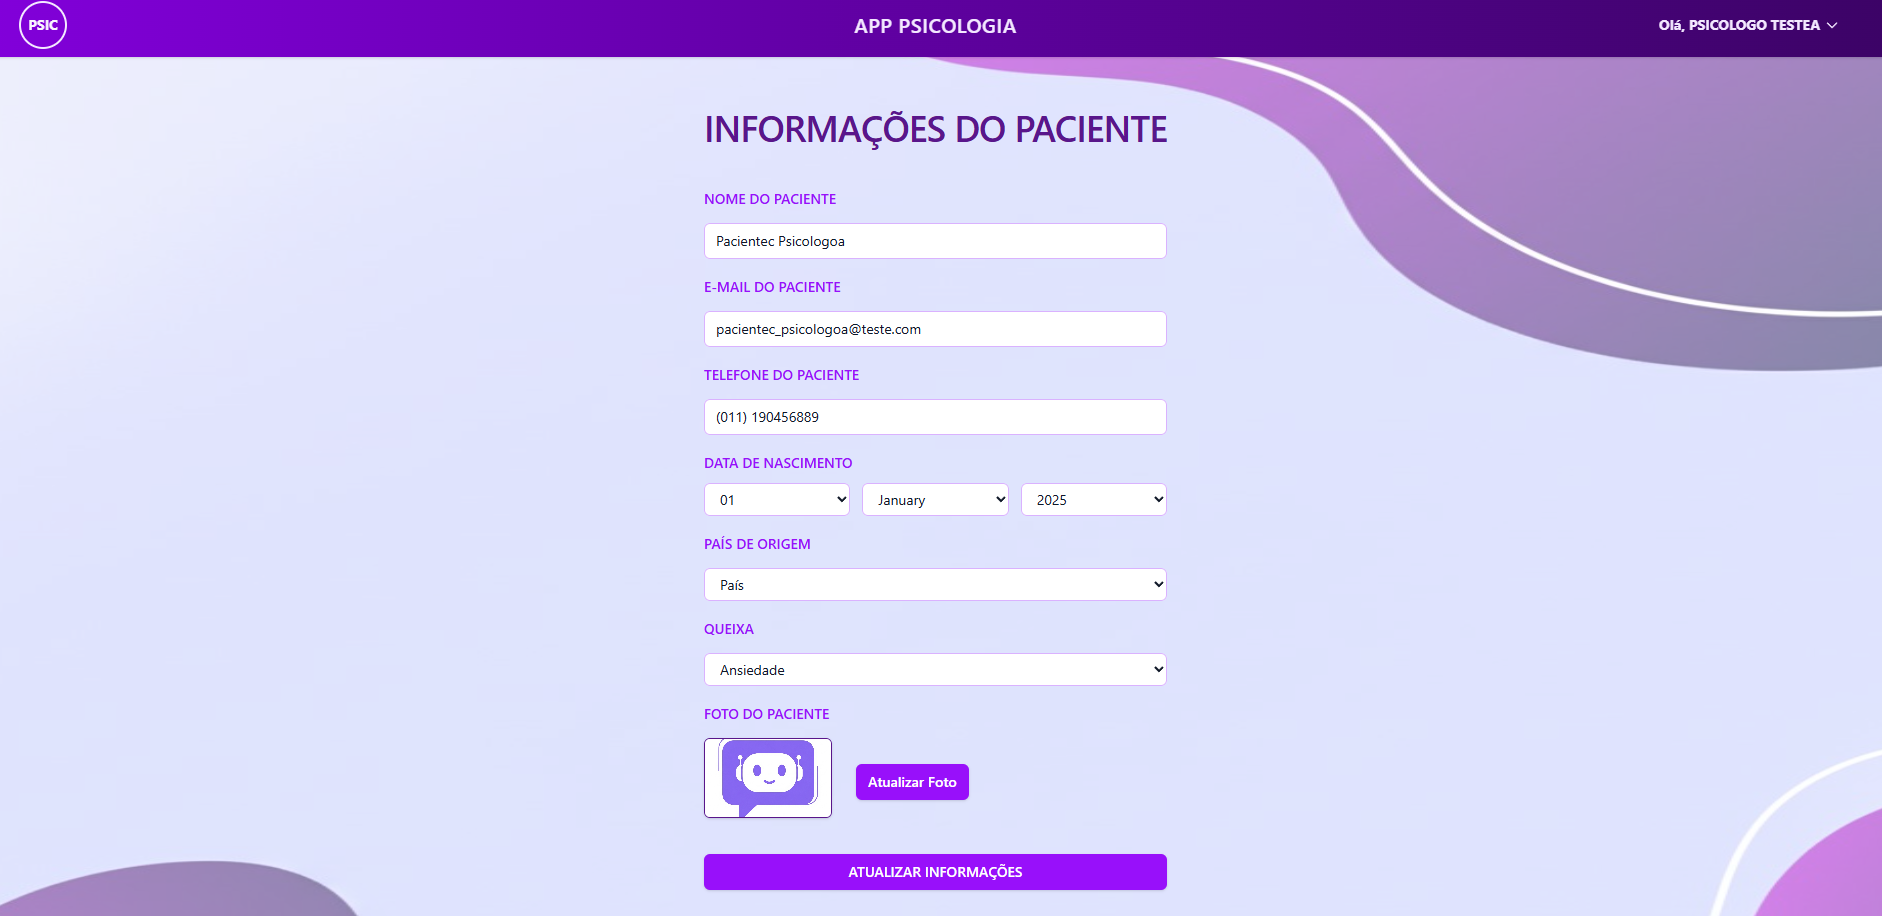 PSIC
APP PSICOLOGIA
Olá, PSICOLOGO TESTEA
INFORMAÇÕES DO PACIENTE
NOME DO PACIENTE
Pacientec Psicologoa
E-MAIL DO PACIENTE
pacientec_psicologoa@teste.com
TELEFONE DO PACIENTE
(011) 190456889
DATA DE NASCIMENTO
01 January 2025
PAÍS DE ORIGEM
País
QUEIXA
Ansiedade
FOTO DO PACIENTE
Atualizar Foto
ATUALIZAR INFORMAÇÕES